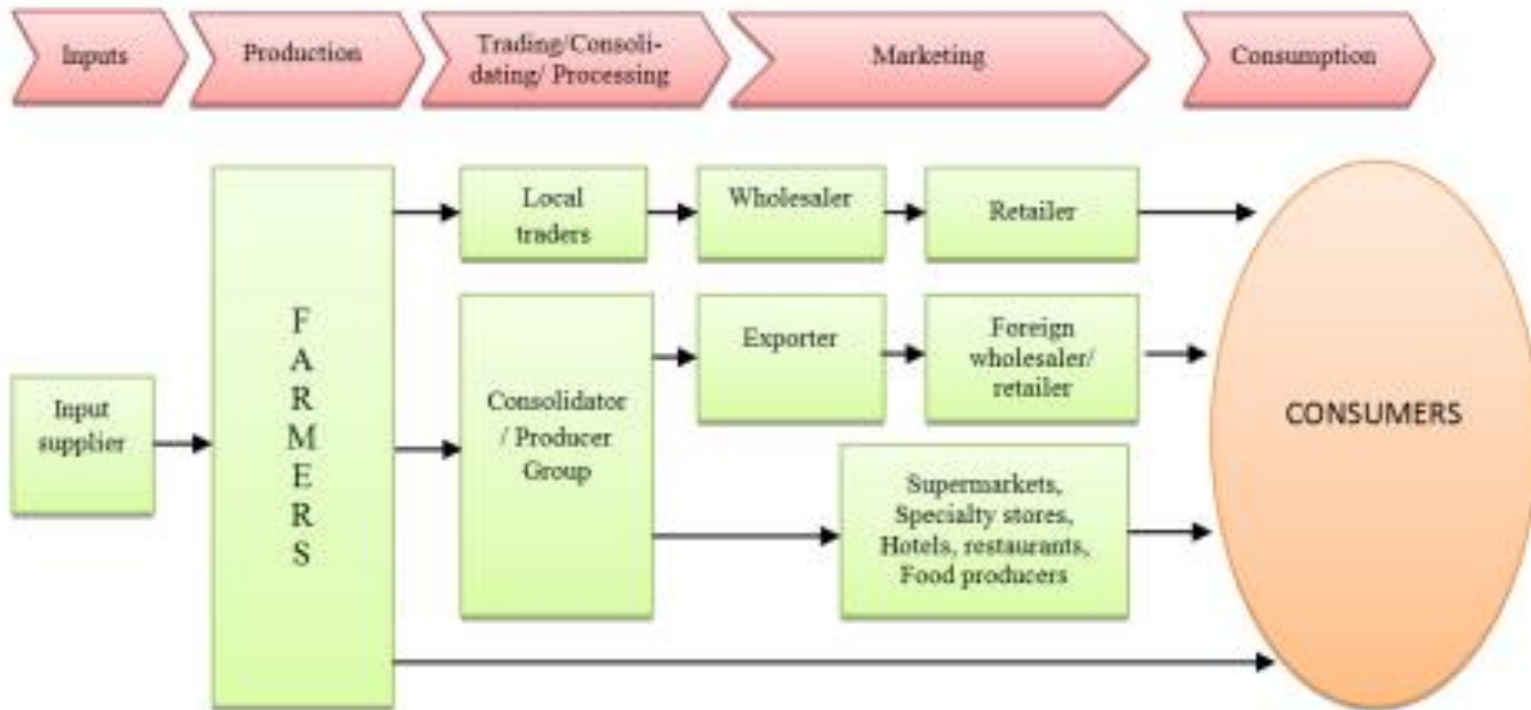 Inputs
Production
Trading/Consoli-
dating/ Processing
Marketing
Consumption
Local
traders
Wholesaler
Retailer
F
A
R
M
E
R
S
Exporter
Foreign
wholesaler/
retailer
Input
supplier
Consolidator
/ Producer
Group
CONSUMERS
Supermarkets,
Specialty stores,
Hotels, restaurants,
Food producers